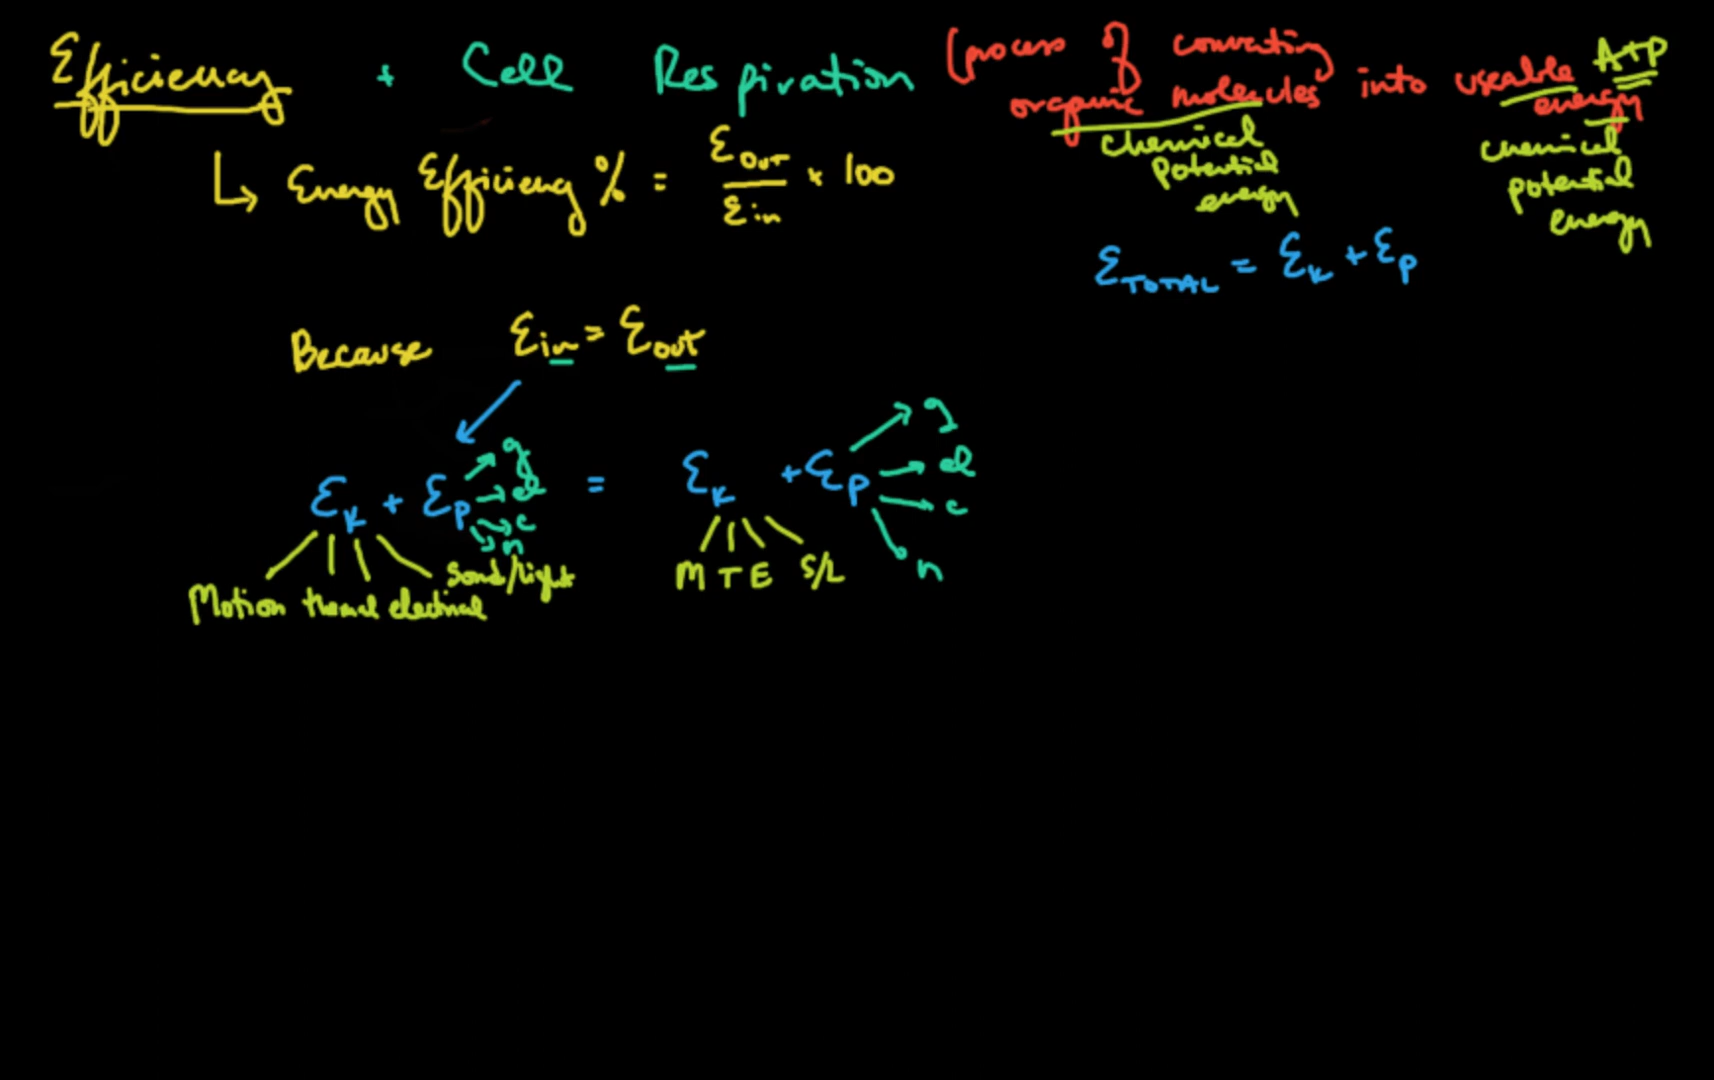 Efficiency + Cell Respiration (process of converting
organic molecules into useable energy ATP
chemical potential energy
chemical potential energy
↳ Energy Efficiency % = Eout / Ein * 100
E TOTAL = Ek + Ep
Because Ein = Eout
Ek + Ep = Ek + Ep
g
el
c
n
g
el
c
n
Motion thermal electrical Sound/Light
M T E S/L